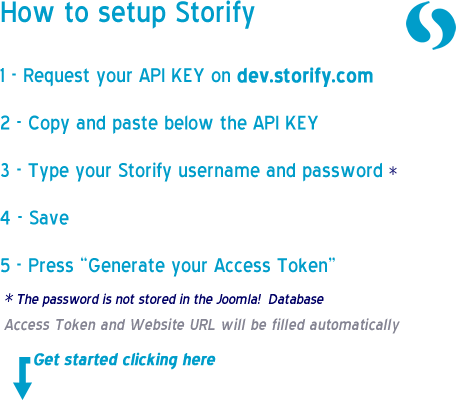 How to setup Storify
1 - Request your API KEY on dev.storify.com
2 - Copy and paste below the API KEY
3 - Type your Storify username and password *
4 - Save
5 - Press “Generate your Access Token”
* The password is not stored in the Joomla! Database
Access Token and Website URL will be filled automatically
Get started clicking here